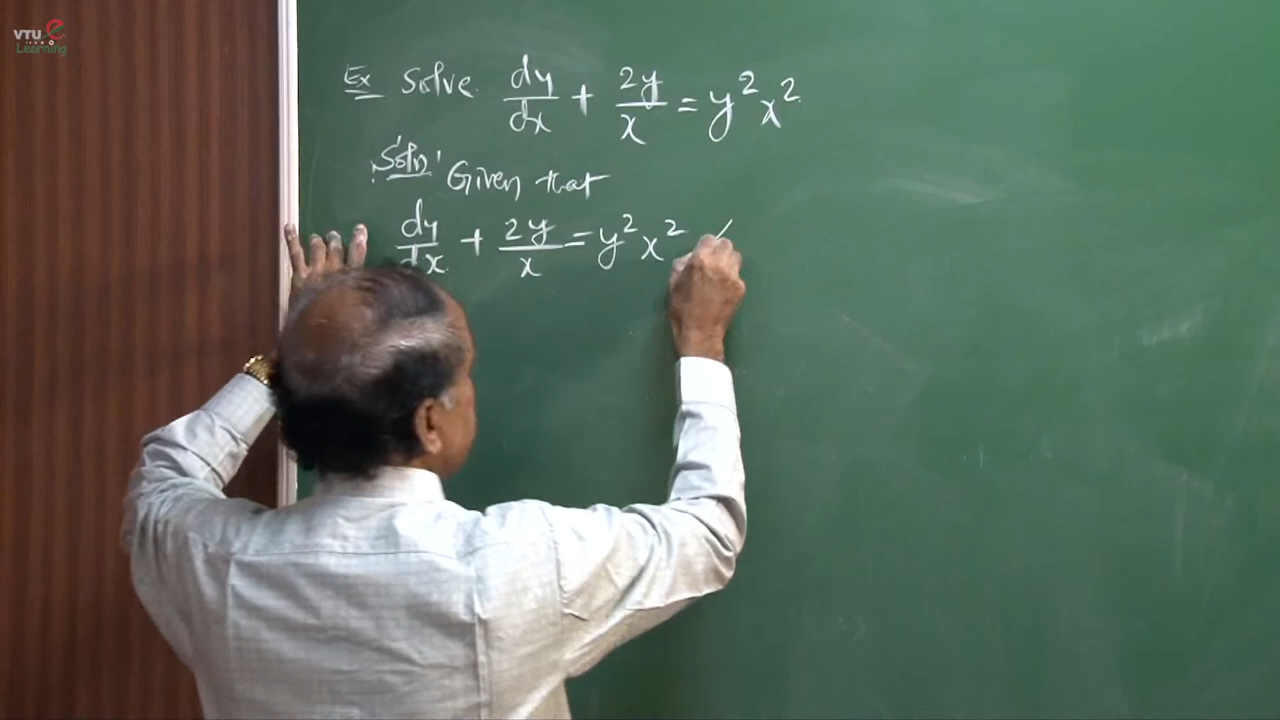 VTU e
Learning
Ex Solve dy/dx + 2y/x = y²x²
Soln Given that
dy/dx + 2y/x = y²x²